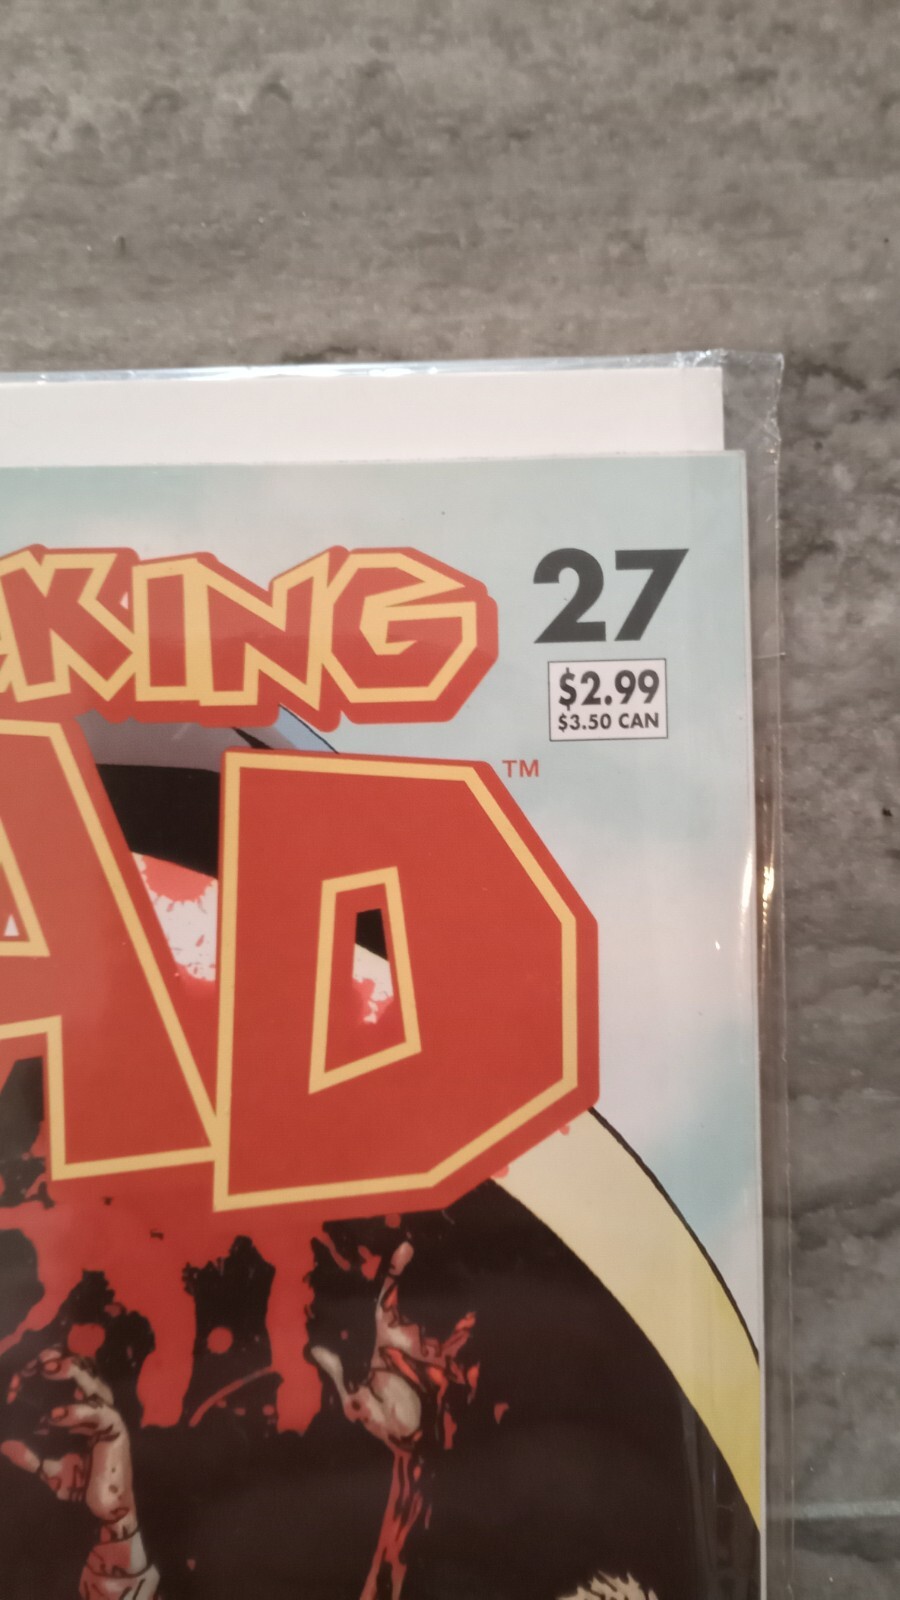 KING
27
$2.99
$3.50 CAN
AD
TM